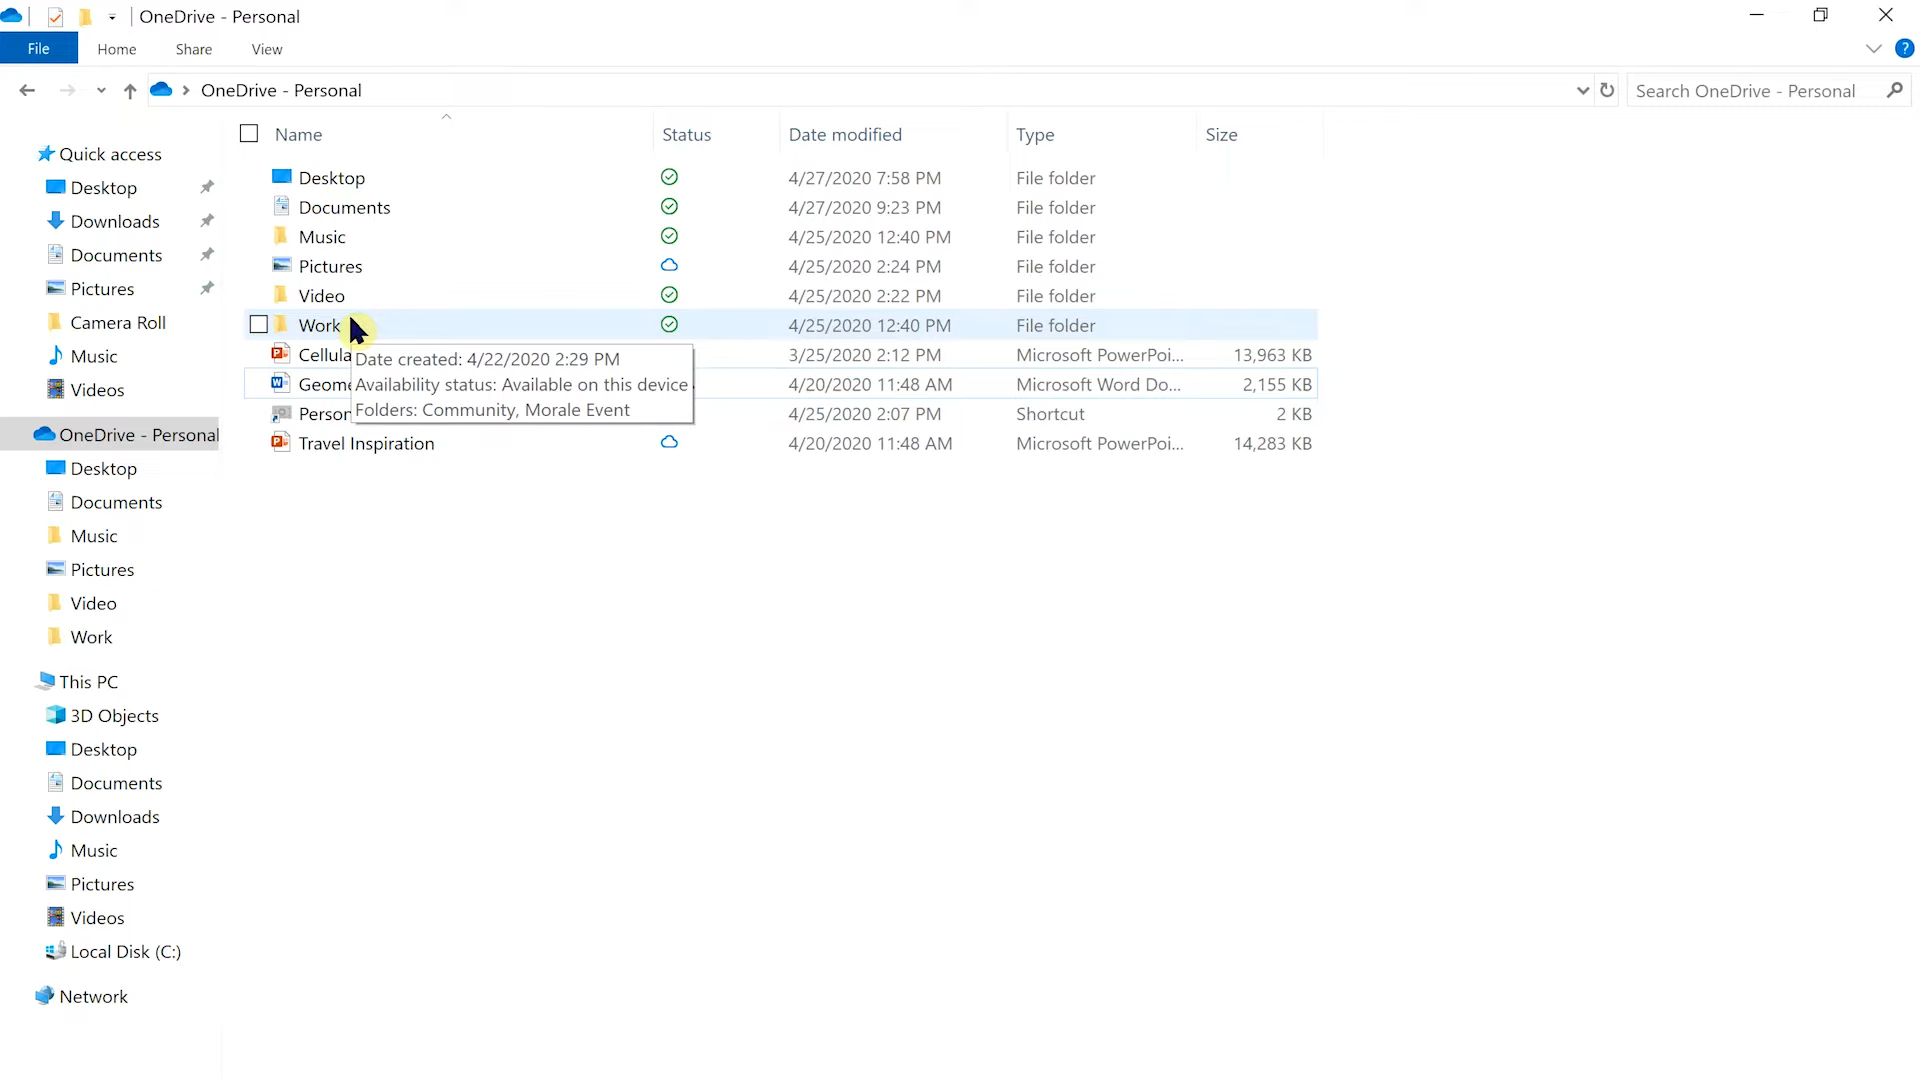 OneDrive - Personal
File Home Share View
OneDrive - Personal
Search OneDrive - Personal
Quick access
Desktop
Downloads
Documents
Pictures
Camera Roll
Music
Videos
OneDrive - Personal
Desktop
Documents
Music
Pictures
Video
Work
This PC
3D Objects
Desktop
Documents
Downloads
Music
Pictures
Videos
Local Disk (C:)
Network
Name Status Date modified Type Size
Desktop 4/27/2020 7:58 PM File folder
Documents 4/27/2020 9:23 PM File folder
Music 4/25/2020 12:40 PM File folder
Pictures 4/25/2020 2:24 PM File folder
Video 4/25/2020 2:22 PM File folder
Work 4/25/2020 12:40 PM File folder
Cellula 3/25/2020 2:12 PM Microsoft PowerPoi... 13,963 KB
Geome 4/20/2020 11:48 AM Microsoft Word Do... 2,155 KB
Person 4/25/2020 2:07 PM Shortcut 2 KB
Travel Inspiration 4/20/2020 11:48 AM Microsoft PowerPoi... 14,283 KB
Date created: 4/22/2020 2:29 PM
Availability status: Available on this device
Folders: Community, Morale Event